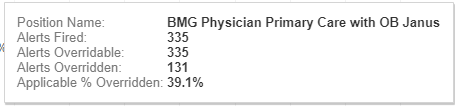 Position Name: BMG Physician Primary Care with OB Janus
Alerts Fired: 335
Alerts Overridable: 335
Alerts Overridden: 131
Applicable % Overridden: 39.1%